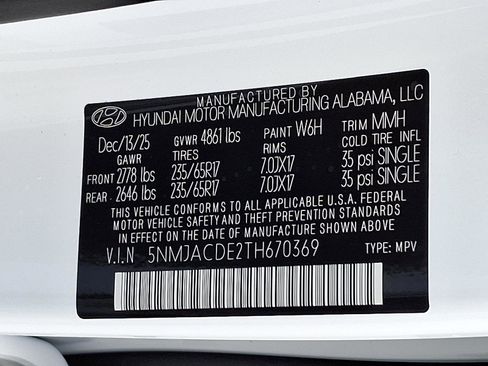 MANUFACTURED BY
HYUNDAI MOTOR MANUFACTURING ALABAMA, LLC
Dec/13/25 GVWR 4861 lbs PAINT W6H TRIM MMH
GAWR TIRES RIMS COLD TIRE INFL
FRONT 2778 lbs 235/65R17 7.0JX17 35 psi SINGLE
REAR 2646 lbs 235/65R17 7.0JX17 35 psi SINGLE
THIS VEHICLE CONFORMS TO ALL APPLICABLE U.S.A. FEDERAL
MOTOR VEHICLE SAFETY AND THEFT PREVENTION STANDARDS
IN EFFECT ON THE DATE OF MANUFACTURE SHOWN ABOVE
V.I.N 5NMJACDE2TH670369 TYPE: MPV